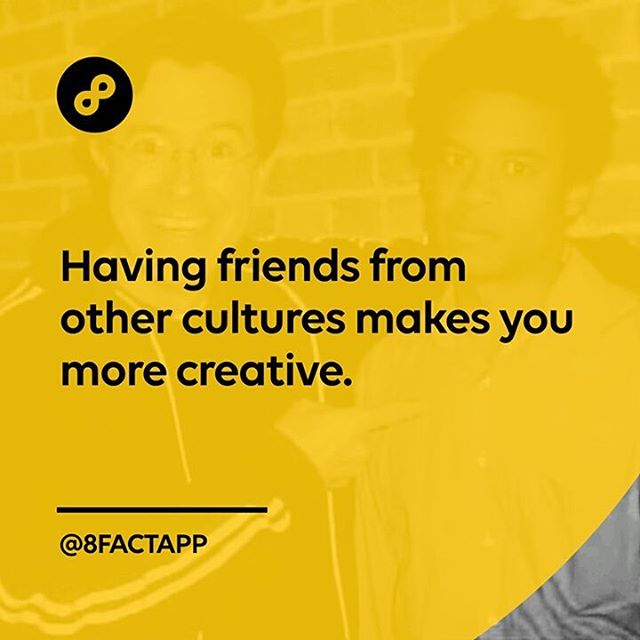 Having friends from
other cultures makes you
more creative.
@8FACTAPP